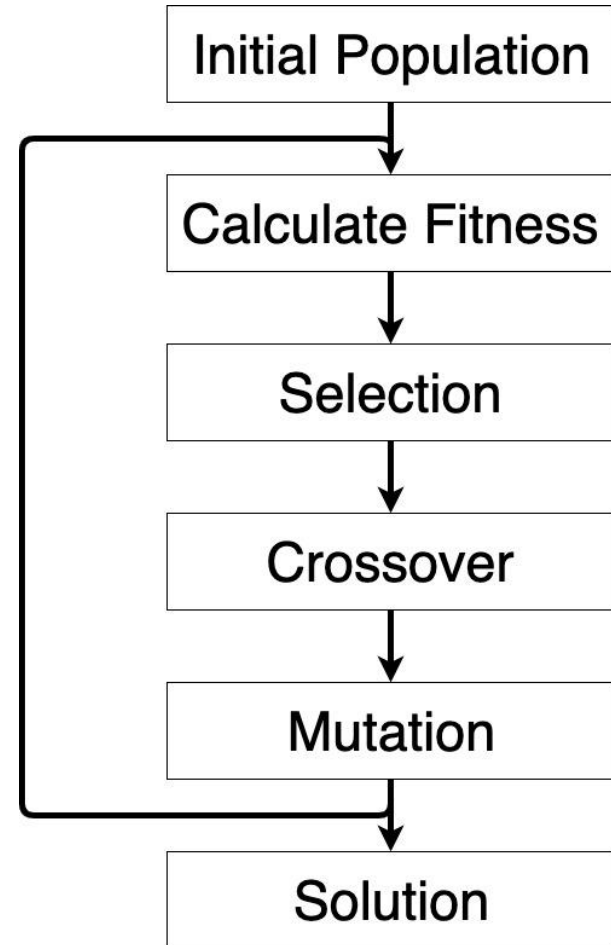 Initial Population
Calculate Fitness
Selection
Crossover
Mutation
Solution